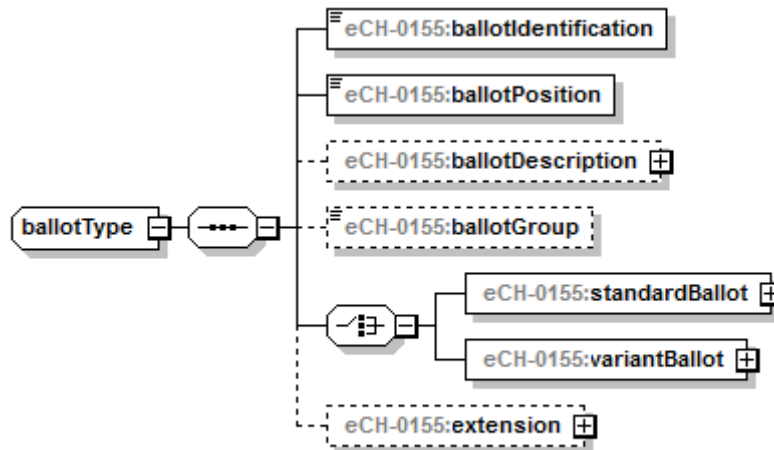 eCH-0155:ballotIdentification
eCH-0155:ballotPosition
eCH-0155:ballotDescription
ballotType
eCH-0155:ballotGroup
eCH-0155:standardBallot
eCH-0155:variantBallot
eCH-0155:extension